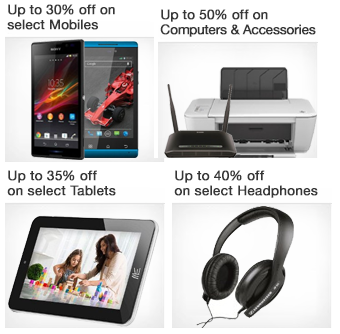 Up to 30% off on
select Mobiles
Up to 50% off on
Computers & Accessories
SONY
Up to 35% off
on select Tablets
Up to 40% off
on select Headphones